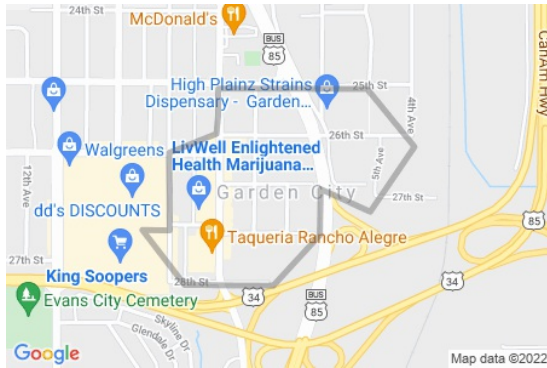 24th St
McDonald's
BUS
85
High Plainz Strains
Dispensary - Garden...
25th St
CanAm Hwy
4th Ave
26th St
Walgreens
LivWell Enlightened
Health Marijuana...
5th Ave
12th Ave
Garden City
27th St
dd's DISCOUNTS
85
Taqueria Rancho Alegre
27th St
King Soopers
28th St
34
BUS
85
34
Evans City Cemetery
Skyline Dr
Glendale Dr
Google
Map data ©2022